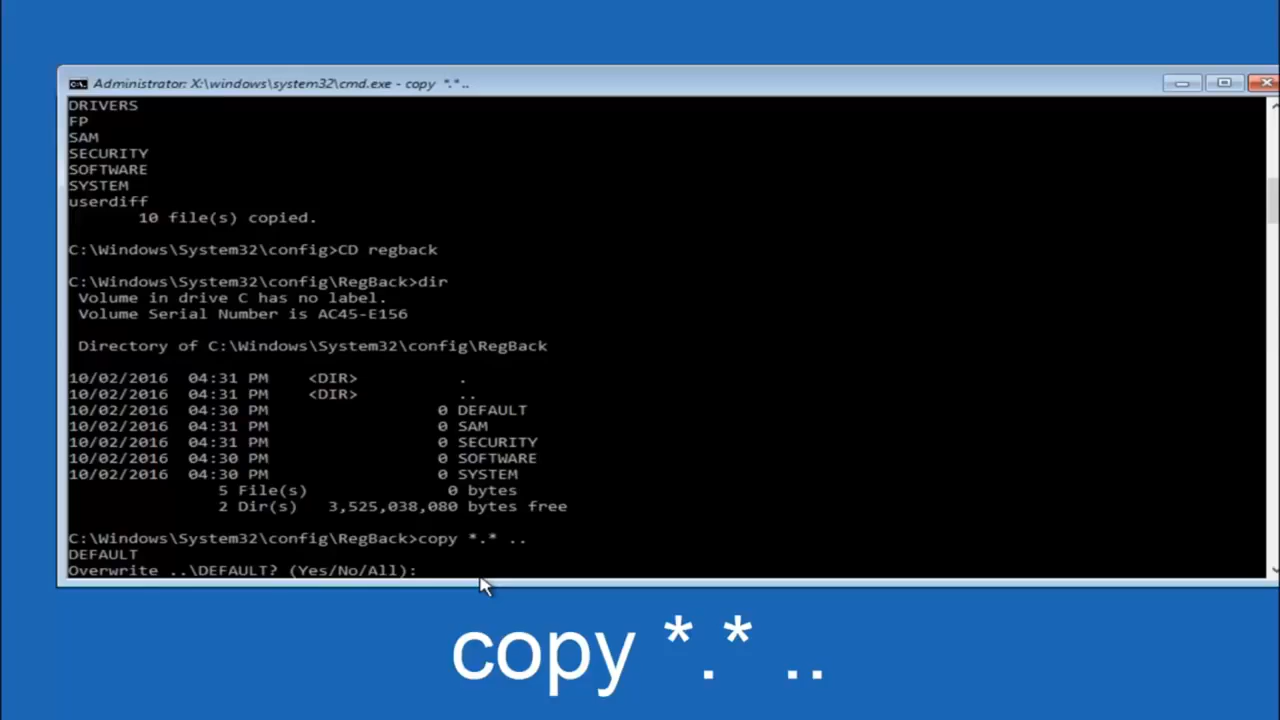 Administrator: X:\windows\system32\cmd.exe - copy *.* ..
DRIVERS
FP
SAM
SECURITY
SOFTWARE
SYSTEM
userdiff
10 file(s) copied.
C:\Windows\System32\config>CD regback
C:\Windows\System32\config\RegBack>dir
Volume in drive C has no label.
Volume Serial Number is AC45-E156
Directory of C:\Windows\System32\config\RegBack
10/02/2016 04:31 PM <DIR> .
10/02/2016 04:31 PM <DIR> ..
10/02/2016 04:30 PM 0 DEFAULT
10/02/2016 04:31 PM 0 SAM
10/02/2016 04:31 PM 0 SECURITY
10/02/2016 04:30 PM 0 SOFTWARE
10/02/2016 04:30 PM 0 SYSTEM
5 File(s) 0 bytes
2 Dir(s) 3,525,038,080 bytes free
C:\Windows\System32\config\RegBack>copy *.* ..
DEFAULT
Overwrite ..\DEFAULT? (Yes/No/All):
copy *.* ..